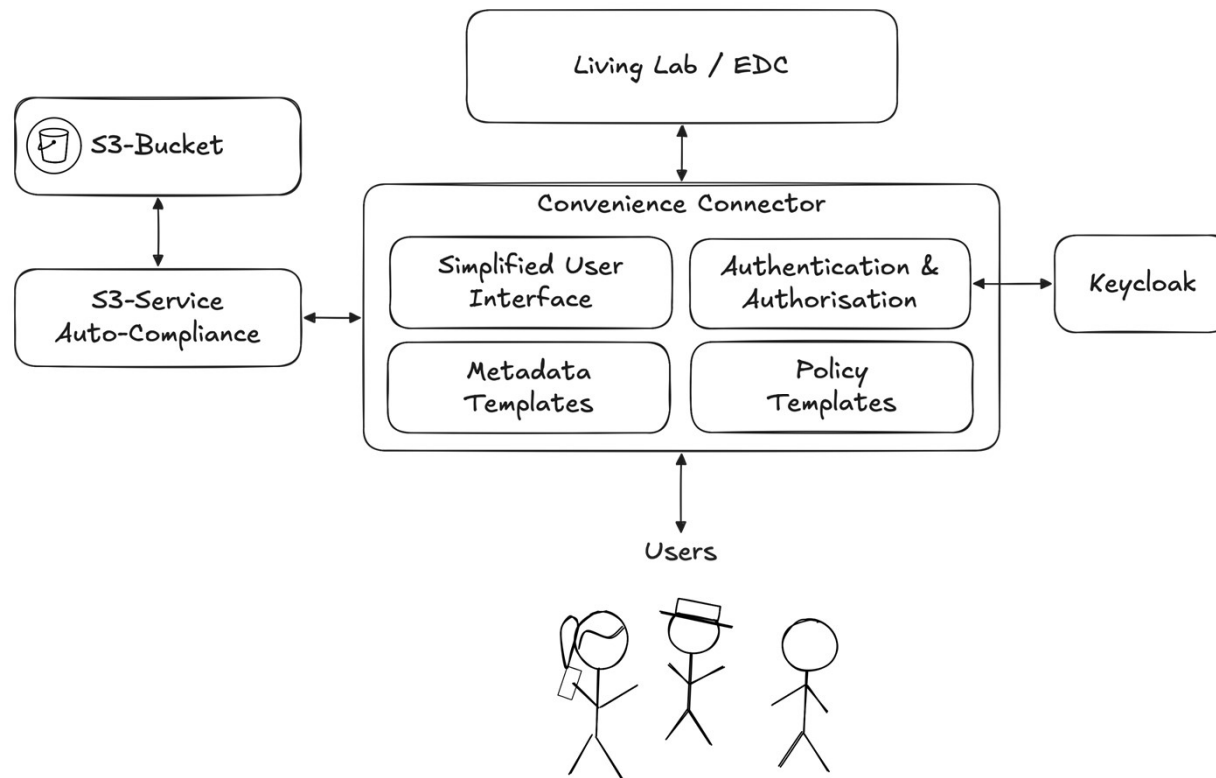 Living Lab / EDC
S3-Bucket
Convenience Connector
Simplified User
Interface
Authentication &
Authorisation
Keycloak
S3-Service
Auto-Compliance
Metadata
Templates
Policy
Templates
Users